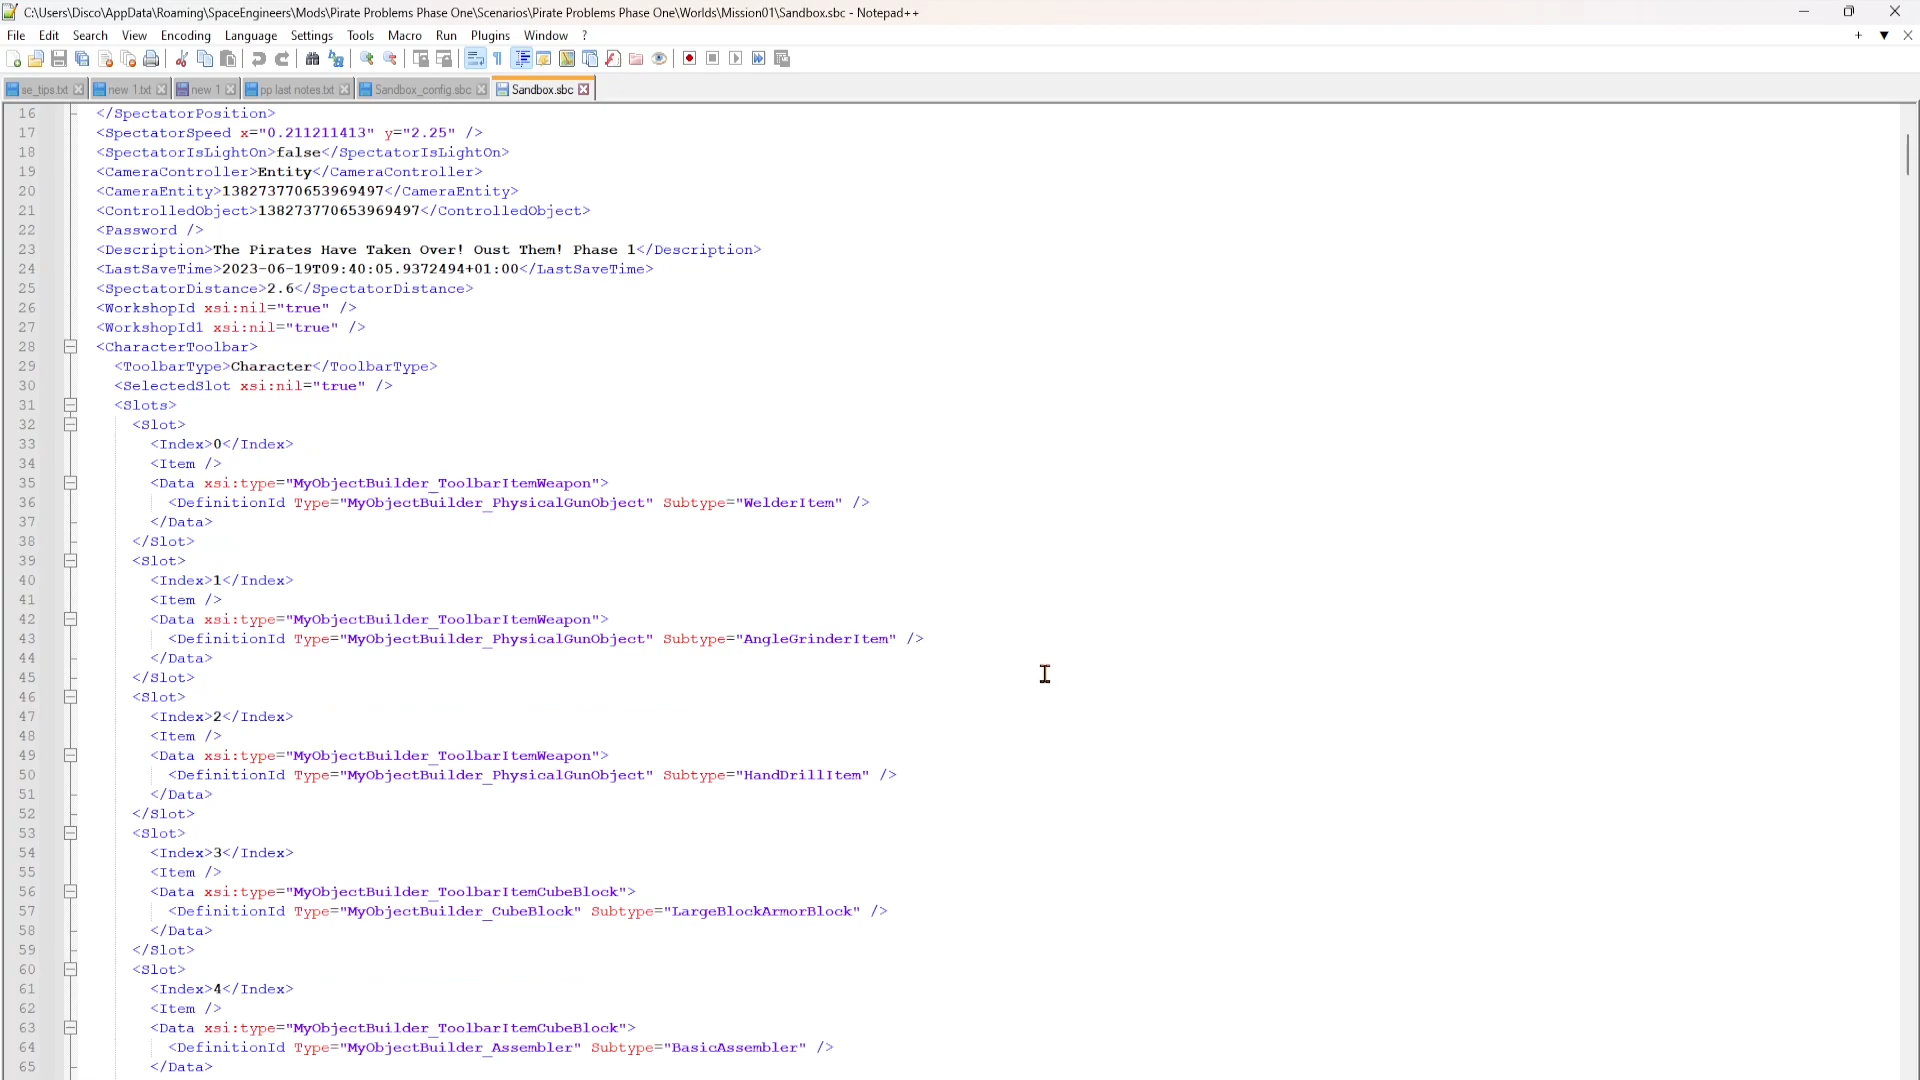 C:\Users\Disco\AppData\Roaming\SpaceEngineers\Mods\Pirate Problems Phase One\Scenarios\Pirate Problems Phase One\Worlds\Mission01\Sandbox.sbc - Notepad++
File Edit Search View Encoding Language Settings Tools Macro Run Plugins Window ?
se_tips.txt new 1.txt new 1 pp last notes.txt Sandbox_config.sbc Sandbox.sbc
16 </SpectatorPosition>
17 <SpectatorSpeed x="0.211211413" y="2.25" />
18 <SpectatorIsLightOn>false</SpectatorIsLightOn>
19 <CameraController>Entity</CameraController>
20 <CameraEntity>138273770653969497</CameraEntity>
21 <ControlledObject>138273770653969497</ControlledObject>
22 <Password />
23 <Description>The Pirates Have Taken Over! Oust Them! Phase 1</Description>
24 <LastSaveTime>2023-06-19T09:40:05.9372494+01:00</LastSaveTime>
25 <SpectatorDistance>2.6</SpectatorDistance>
26 <WorkshopId xsi:nil="true" />
27 <WorkshopId1 xsi:nil="true" />
28 <CharacterToolbar>
29 <ToolbarType>Character</ToolbarType>
30 <SelectedSlot xsi:nil="true" />
31 <Slots>
32 <Slot>
33 <Index>0</Index>
34 <Item />
35 <Data xsi:type="MyObjectBuilder_ToolbarItemWeapon">
36 <DefinitionId Type="MyObjectBuilder_PhysicalGunObject" Subtype="WelderItem" />
37 </Data>
38 </Slot>
39 <Slot>
40 <Index>1</Index>
41 <Item />
42 <Data xsi:type="MyObjectBuilder_ToolbarItemWeapon">
43 <DefinitionId Type="MyObjectBuilder_PhysicalGunObject" Subtype="AngleGrinderItem" />
44 </Data>
45 </Slot>
46 <Slot>
47 <Index>2</Index>
48 <Item />
49 <Data xsi:type="MyObjectBuilder_ToolbarItemWeapon">
50 <DefinitionId Type="MyObjectBuilder_PhysicalGunObject" Subtype="HandDrillItem" />
51 </Data>
52 </Slot>
53 <Slot>
54 <Index>3</Index>
55 <Item />
56 <Data xsi:type="MyObjectBuilder_ToolbarItemCubeBlock">
57 <DefinitionId Type="MyObjectBuilder_CubeBlock" Subtype="LargeBlockArmorBlock" />
58 </Data>
59 </Slot>
60 <Slot>
61 <Index>4</Index>
62 <Item />
63 <Data xsi:type="MyObjectBuilder_ToolbarItemCubeBlock">
64 <DefinitionId Type="MyObjectBuilder_Assembler" Subtype="BasicAssembler" />
65 </Data>